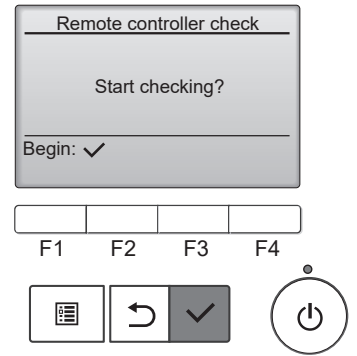 Remote controller check
Start checking?
Begin: ✓
F1 F2 F3 F4